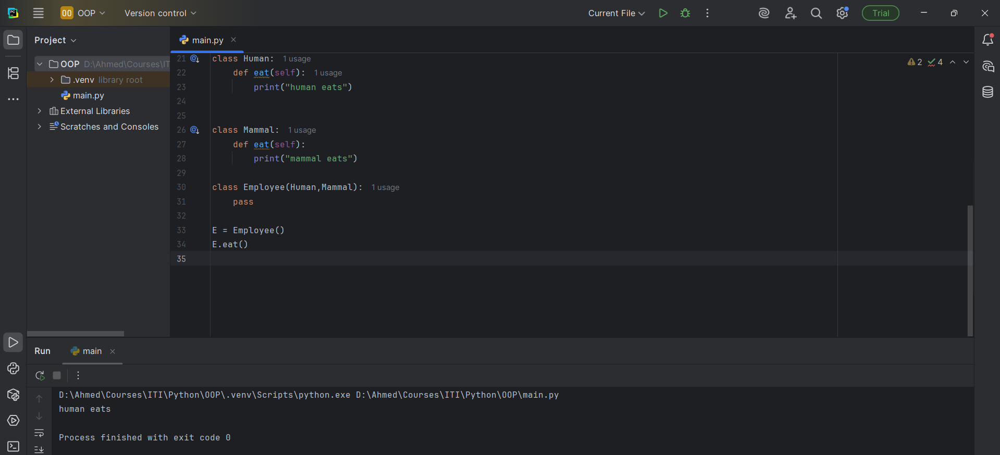 PC OO OOP Version control Current File Trial
Project
main.py
OOP D:\Ahmed\Courses\IT
.venv library root
main.py
External Libraries
Scratches and Consoles
2 4
21 class Human: 1 usage
22     def eat(self): 1 usage
23         print("human eats")
24
25
26 class Mammal: 1 usage
27     def eat(self):
28         print("mammal eats")
29
30 class Employee(Human,Mammal): 1 usage
31     pass
32
33 E = Employee()
34 E.eat()
35
Run main
D:\Ahmed\Courses\ITI\Python\OOP\.venv\Scripts\python.exe D:\Ahmed\Courses\ITI\Python\OOP\main.py
human eats
Process finished with exit code 0